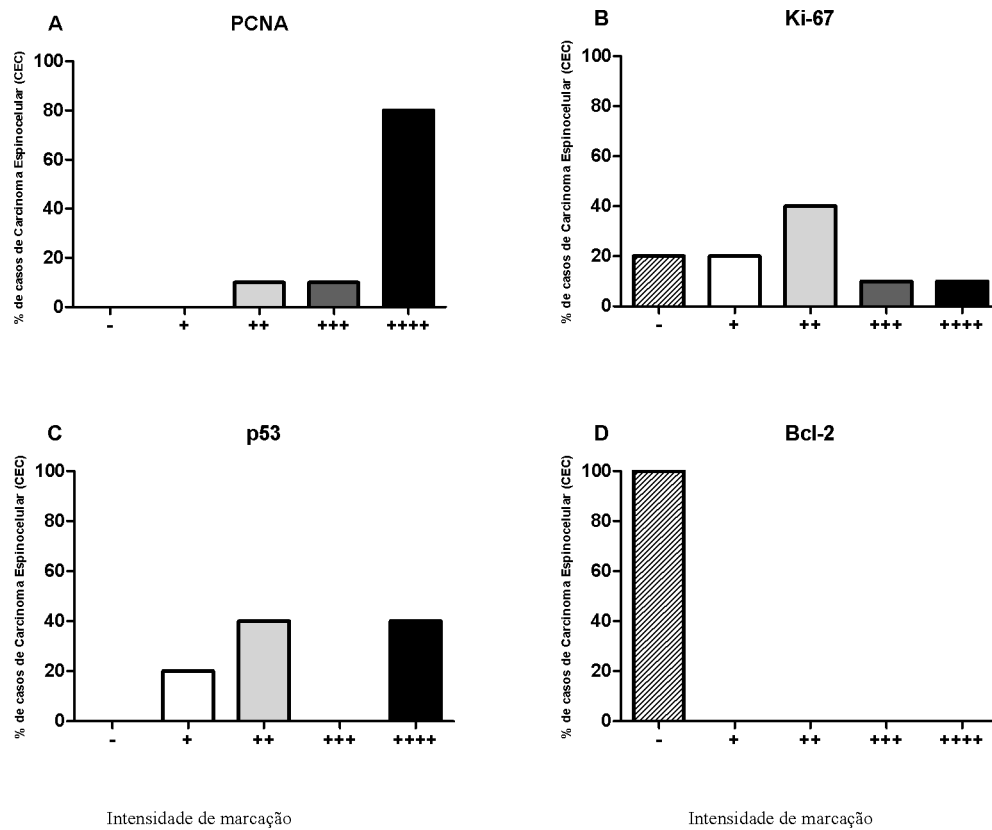 A
PCNA
% de casos de Carcinoma Espinocelular (CEC)
100
80
60
40
20
0
- + ++ +++ ++++
B
Ki-67
% de casos de Carcinoma Espinocelular (CEC)
100
80
60
40
20
0
- + ++ +++ ++++
C
p53
% de casos de Carcinoma Espinocelular (CEC)
100
80
60
40
20
0
- + ++ +++ ++++
Intensidade de marcação
D
Bcl-2
% de casos de Carcinoma Espinocelular (CEC)
100
80
60
40
20
0
- + ++ +++ ++++
Intensidade de marcação